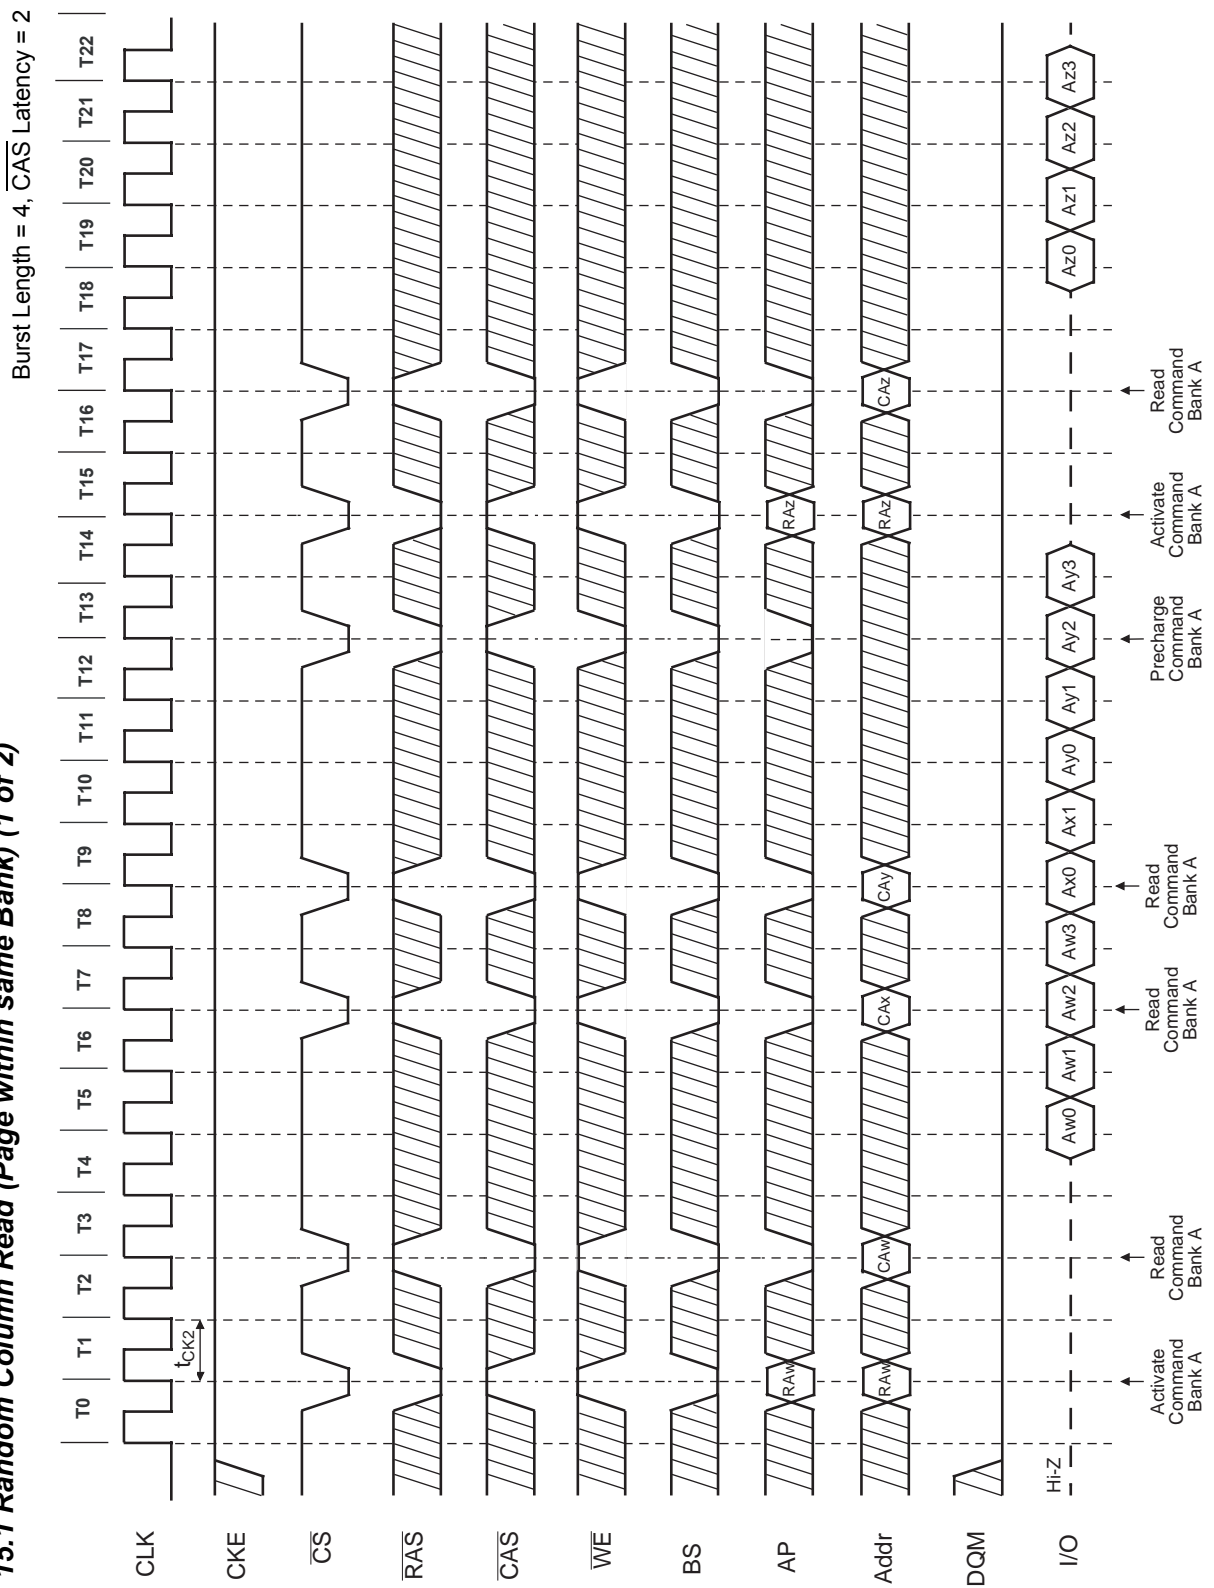 15.1 Random Column Read (Page within same Bank) (1 of 2)
Burst Length = 4, CAS Latency = 2
T0 T1 T2 T3 T4 T5 T6 T7 T8 T9 T10 T11 T12 T13 T14 T15 T16 T17 T18 T19 T20 T21 T22
CLK
tCK2
CKE
CS
RAS
CAS
WE
BS
AP
RAw RAz
Addr
RAw CAw CAx CAy RAz CAz
DQM
I/O
Hi-Z
Aw0 Aw1 Aw2 Aw3 Ax0 Ax1 Ay0 Ay1 Ay2 Ay3 Az0 Az1 Az2 Az3
Activate
Command
Bank A
Read
Command
Bank A
Read
Command
Bank A
Read
Command
Bank A
Precharge
Command
Bank A
Activate
Command
Bank A
Read
Command
Bank A